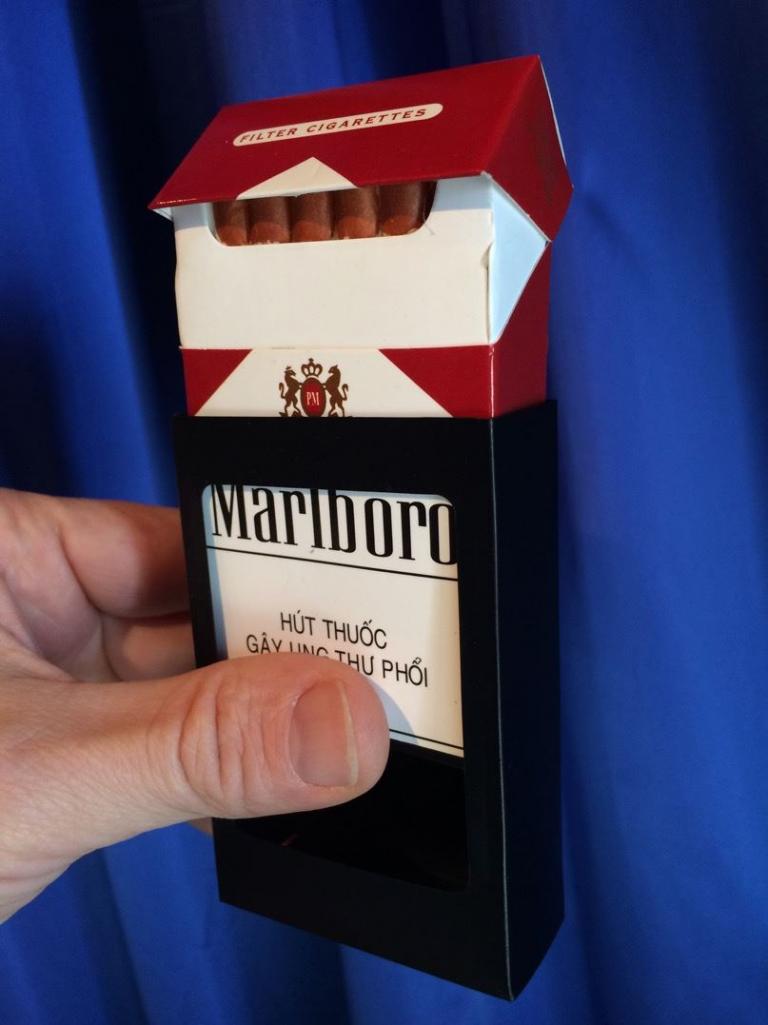 FILTER CIGARETTES
PM
Marlboro
HÚT THUỐC
GÂY UNG THƯ PHỔI